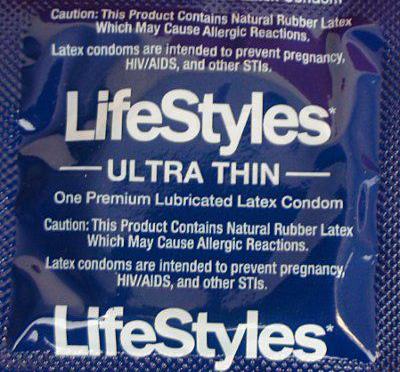 Caution: This Product Contains Natural Rubber Latex
Which May Cause Allergic Reactions.
Latex condoms are intended to prevent pregnancy,
HIV/AIDS, and other STIs.
LifeStyles*
ULTRA THIN
One Premium Lubricated Latex Condom
Caution: This Product Contains Natural Rubber Latex
Which May Cause Allergic Reactions.
Latex condoms are intended to prevent pregnancy,
HIV/AIDS, and other STIs.
LifeStyles*